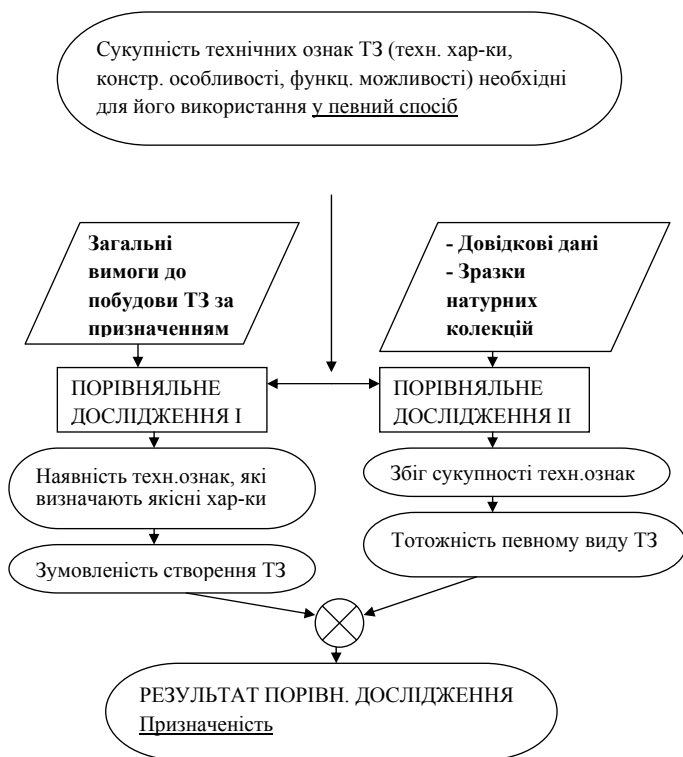 Сукупність технічних ознак ТЗ (техн. хар-ки,
констр. особливості, функц. можливості) необхідні
для його використання у певний спосіб
Загальні
вимоги до
побудови ТЗ за
призначенням
- Довідкові дані
- Зразки
натурних
колекцій
ПОРІВНЯЛЬНЕ
ДОСЛІДЖЕННЯ І
ПОРІВНЯЛЬНЕ
ДОСЛІДЖЕННЯ ІІ
Наявність техн.ознак, які
визначають якісні хар-ки
Збіг сукупності техн.ознак
Зумовленість створення ТЗ
Тотожність певному виду ТЗ
РЕЗУЛЬТАТ ПОРІВН. ДОСЛІДЖЕННЯ
Призначеність